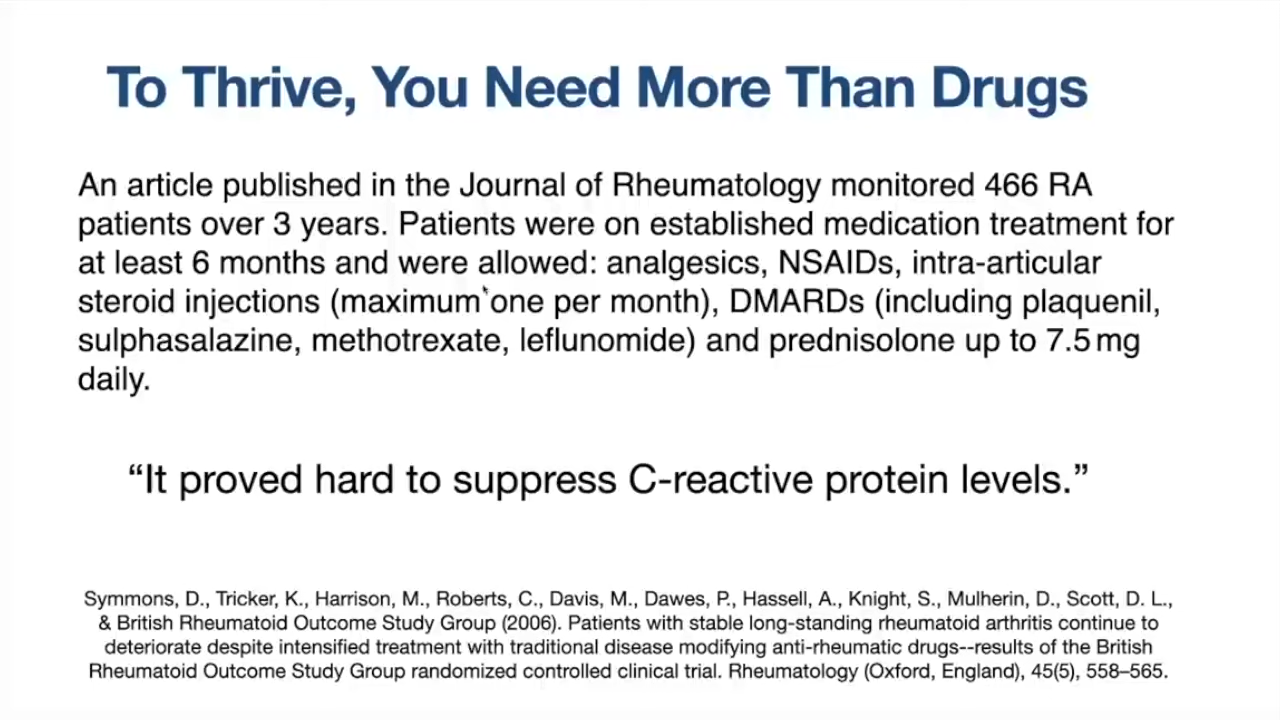 To Thrive, You Need More Than Drugs
An article published in the Journal of Rheumatology monitored 466 RA
patients over 3 years. Patients were on established medication treatment for
at least 6 months and were allowed: analgesics, NSAIDs, intra-articular
steroid injections (maximum one per month), DMARDs (including plaquenil,
sulphasalazine, methotrexate, leflunomide) and prednisolone up to 7.5 mg
daily.
“It proved hard to suppress C-reactive protein levels.”
Symmons, D., Tricker, K., Harrison, M., Roberts, C., Davis, M., Dawes, P., Hassell, A., Knight, S., Mulherin, D., Scott, D. L.,
& British Rheumatoid Outcome Study Group (2006). Patients with stable long-standing rheumatoid arthritis continue to
deteriorate despite intensified treatment with traditional disease modifying anti-rheumatic drugs--results of the British
Rheumatoid Outcome Study Group randomized controlled clinical trial. Rheumatology (Oxford, England), 45(5), 558–565.